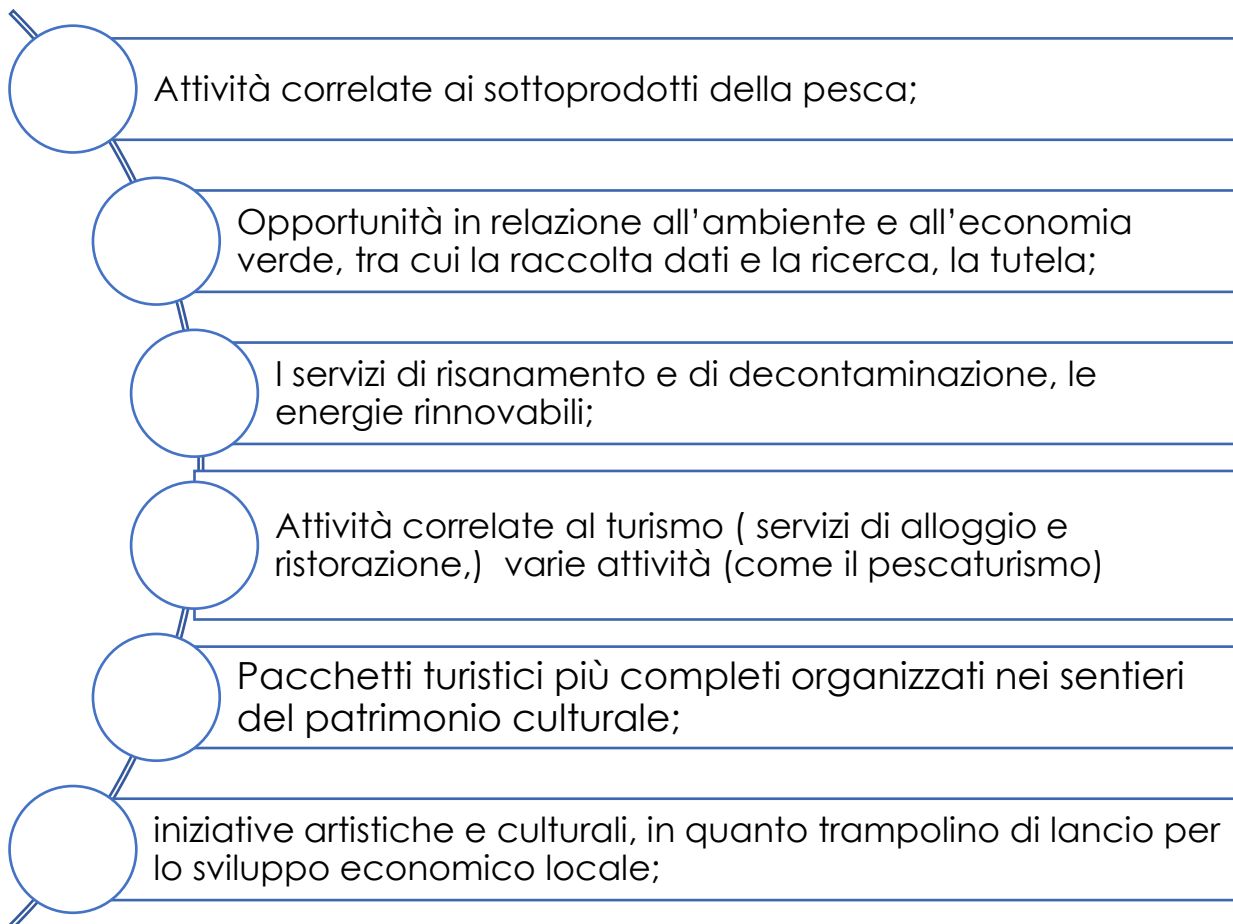 Attività correlate ai sottoprodotti della pesca;
Opportunità in relazione all’ambiente e all’economia
verde, tra cui la raccolta dati e la ricerca, la tutela;
I servizi di risanamento e di decontaminazione, le
energie rinnovabili;
Attività correlate al turismo ( servizi di alloggio e
ristorazione,)  varie attività (come il pescaturismo)
Pacchetti turistici più completi organizzati nei sentieri
del patrimonio culturale;
iniziative artistiche e culturali, in quanto trampolino di lancio per
lo sviluppo economico locale;